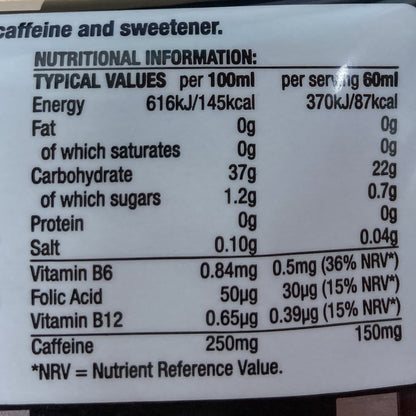 caffeine and sweetener.
NUTRITIONAL INFORMATION:
TYPICAL VALUES per 100ml per serving 60ml
Energy 616kJ/145kcal 370kJ/87kcal
Fat 0g 0g
of which saturates 0g 0g
Carbohydrate 37g 22g
of which sugars 1.2g 0.7g
Protein 0g 0g
Salt 0.10g 0.04g
Vitamin B6 0.84mg 0.5mg (36% NRV*)
Folic Acid 50µg 30µg (15% NRV*)
Vitamin B12 0.65µg 0.39µg (15% NRV*)
Caffeine 250mg 150mg
*NRV = Nutrient Reference Value.